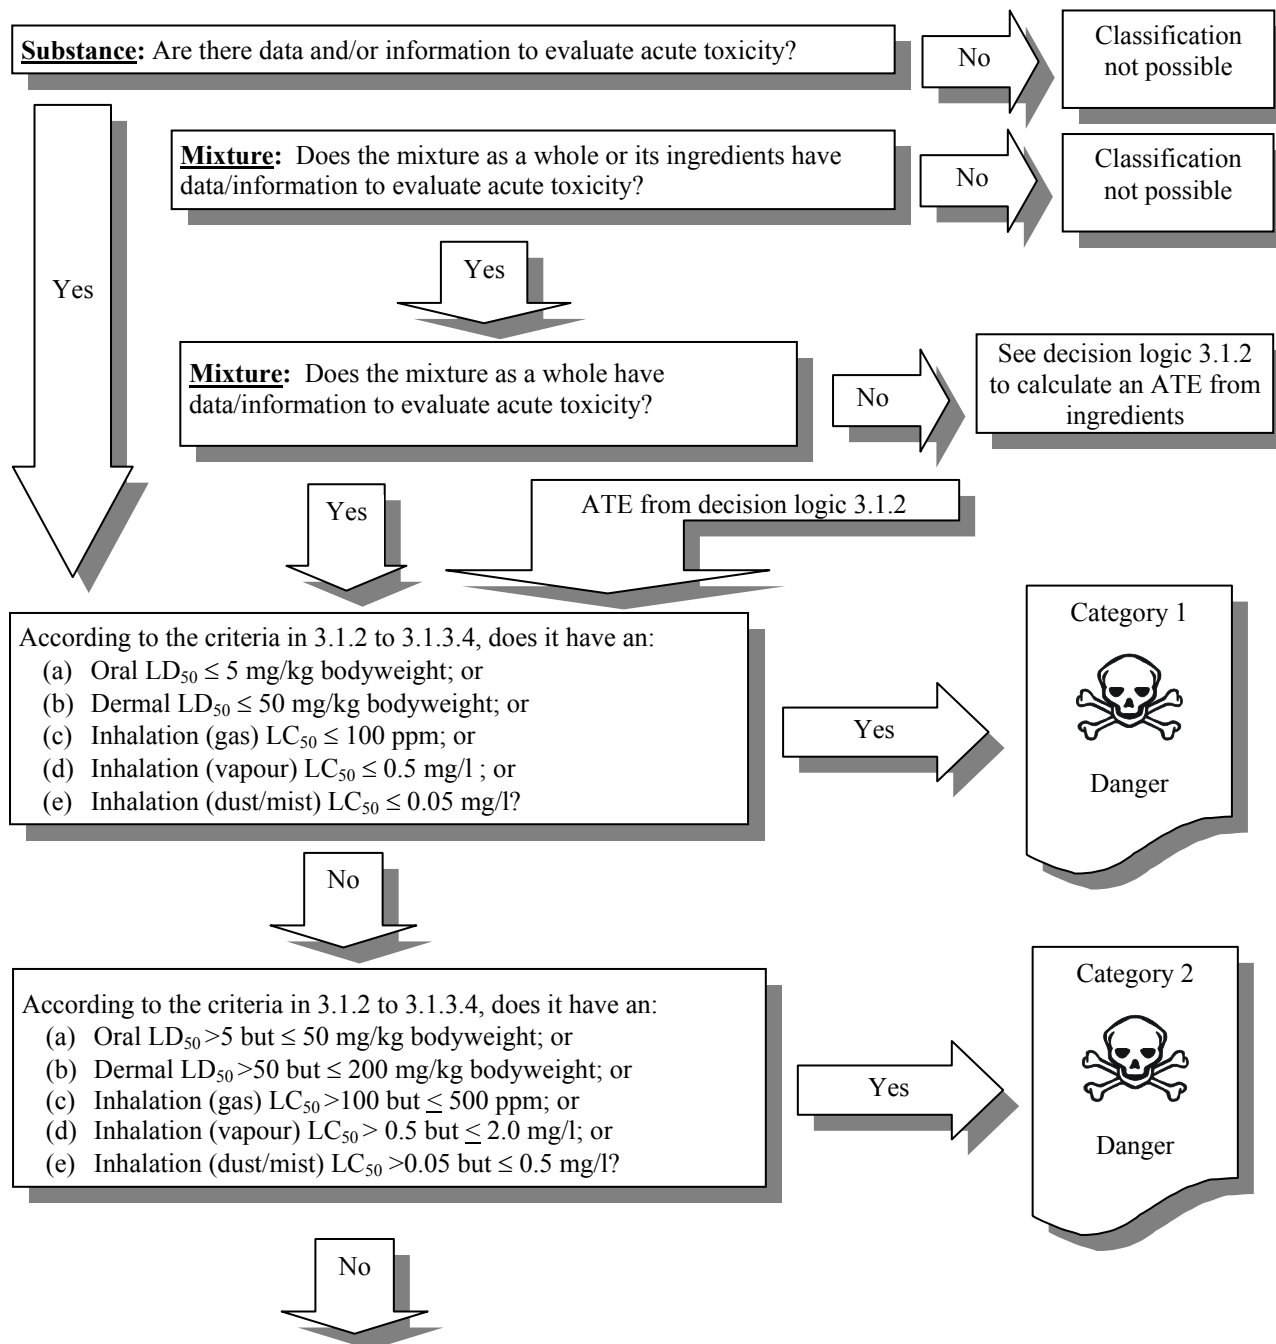 Substance: Are there data and/or information to evaluate acute toxicity?
No
Classification
not possible
Mixture: Does the mixture as a whole or its ingredients have
data/information to evaluate acute toxicity?
No
Classification
not possible
Yes
Yes
Mixture: Does the mixture as a whole have
data/information to evaluate acute toxicity?
No
See decision logic 3.1.2
to calculate an ATE from
ingredients
Yes
ATE from decision logic 3.1.2
According to the criteria in 3.1.2 to 3.1.3.4, does it have an:
(a) Oral LD50 ≤ 5 mg/kg bodyweight; or
(b) Dermal LD50 ≤ 50 mg/kg bodyweight; or
(c) Inhalation (gas) LC50 ≤ 100 ppm; or
(d) Inhalation (vapour) LC50 ≤ 0.5 mg/l ; or
(e) Inhalation (dust/mist) LC50 ≤ 0.05 mg/l?
Yes
Category 1
Danger
No
According to the criteria in 3.1.2 to 3.1.3.4, does it have an:
(a) Oral LD50 >5 but ≤ 50 mg/kg bodyweight; or
(b) Dermal LD50 >50 but ≤ 200 mg/kg bodyweight; or
(c) Inhalation (gas) LC50 >100 but ≤ 500 ppm; or
(d) Inhalation (vapour) LC50 > 0.5 but ≤ 2.0 mg/l; or
(e) Inhalation (dust/mist) LC50 >0.05 but ≤ 0.5 mg/l?
Yes
Category 2
Danger
No